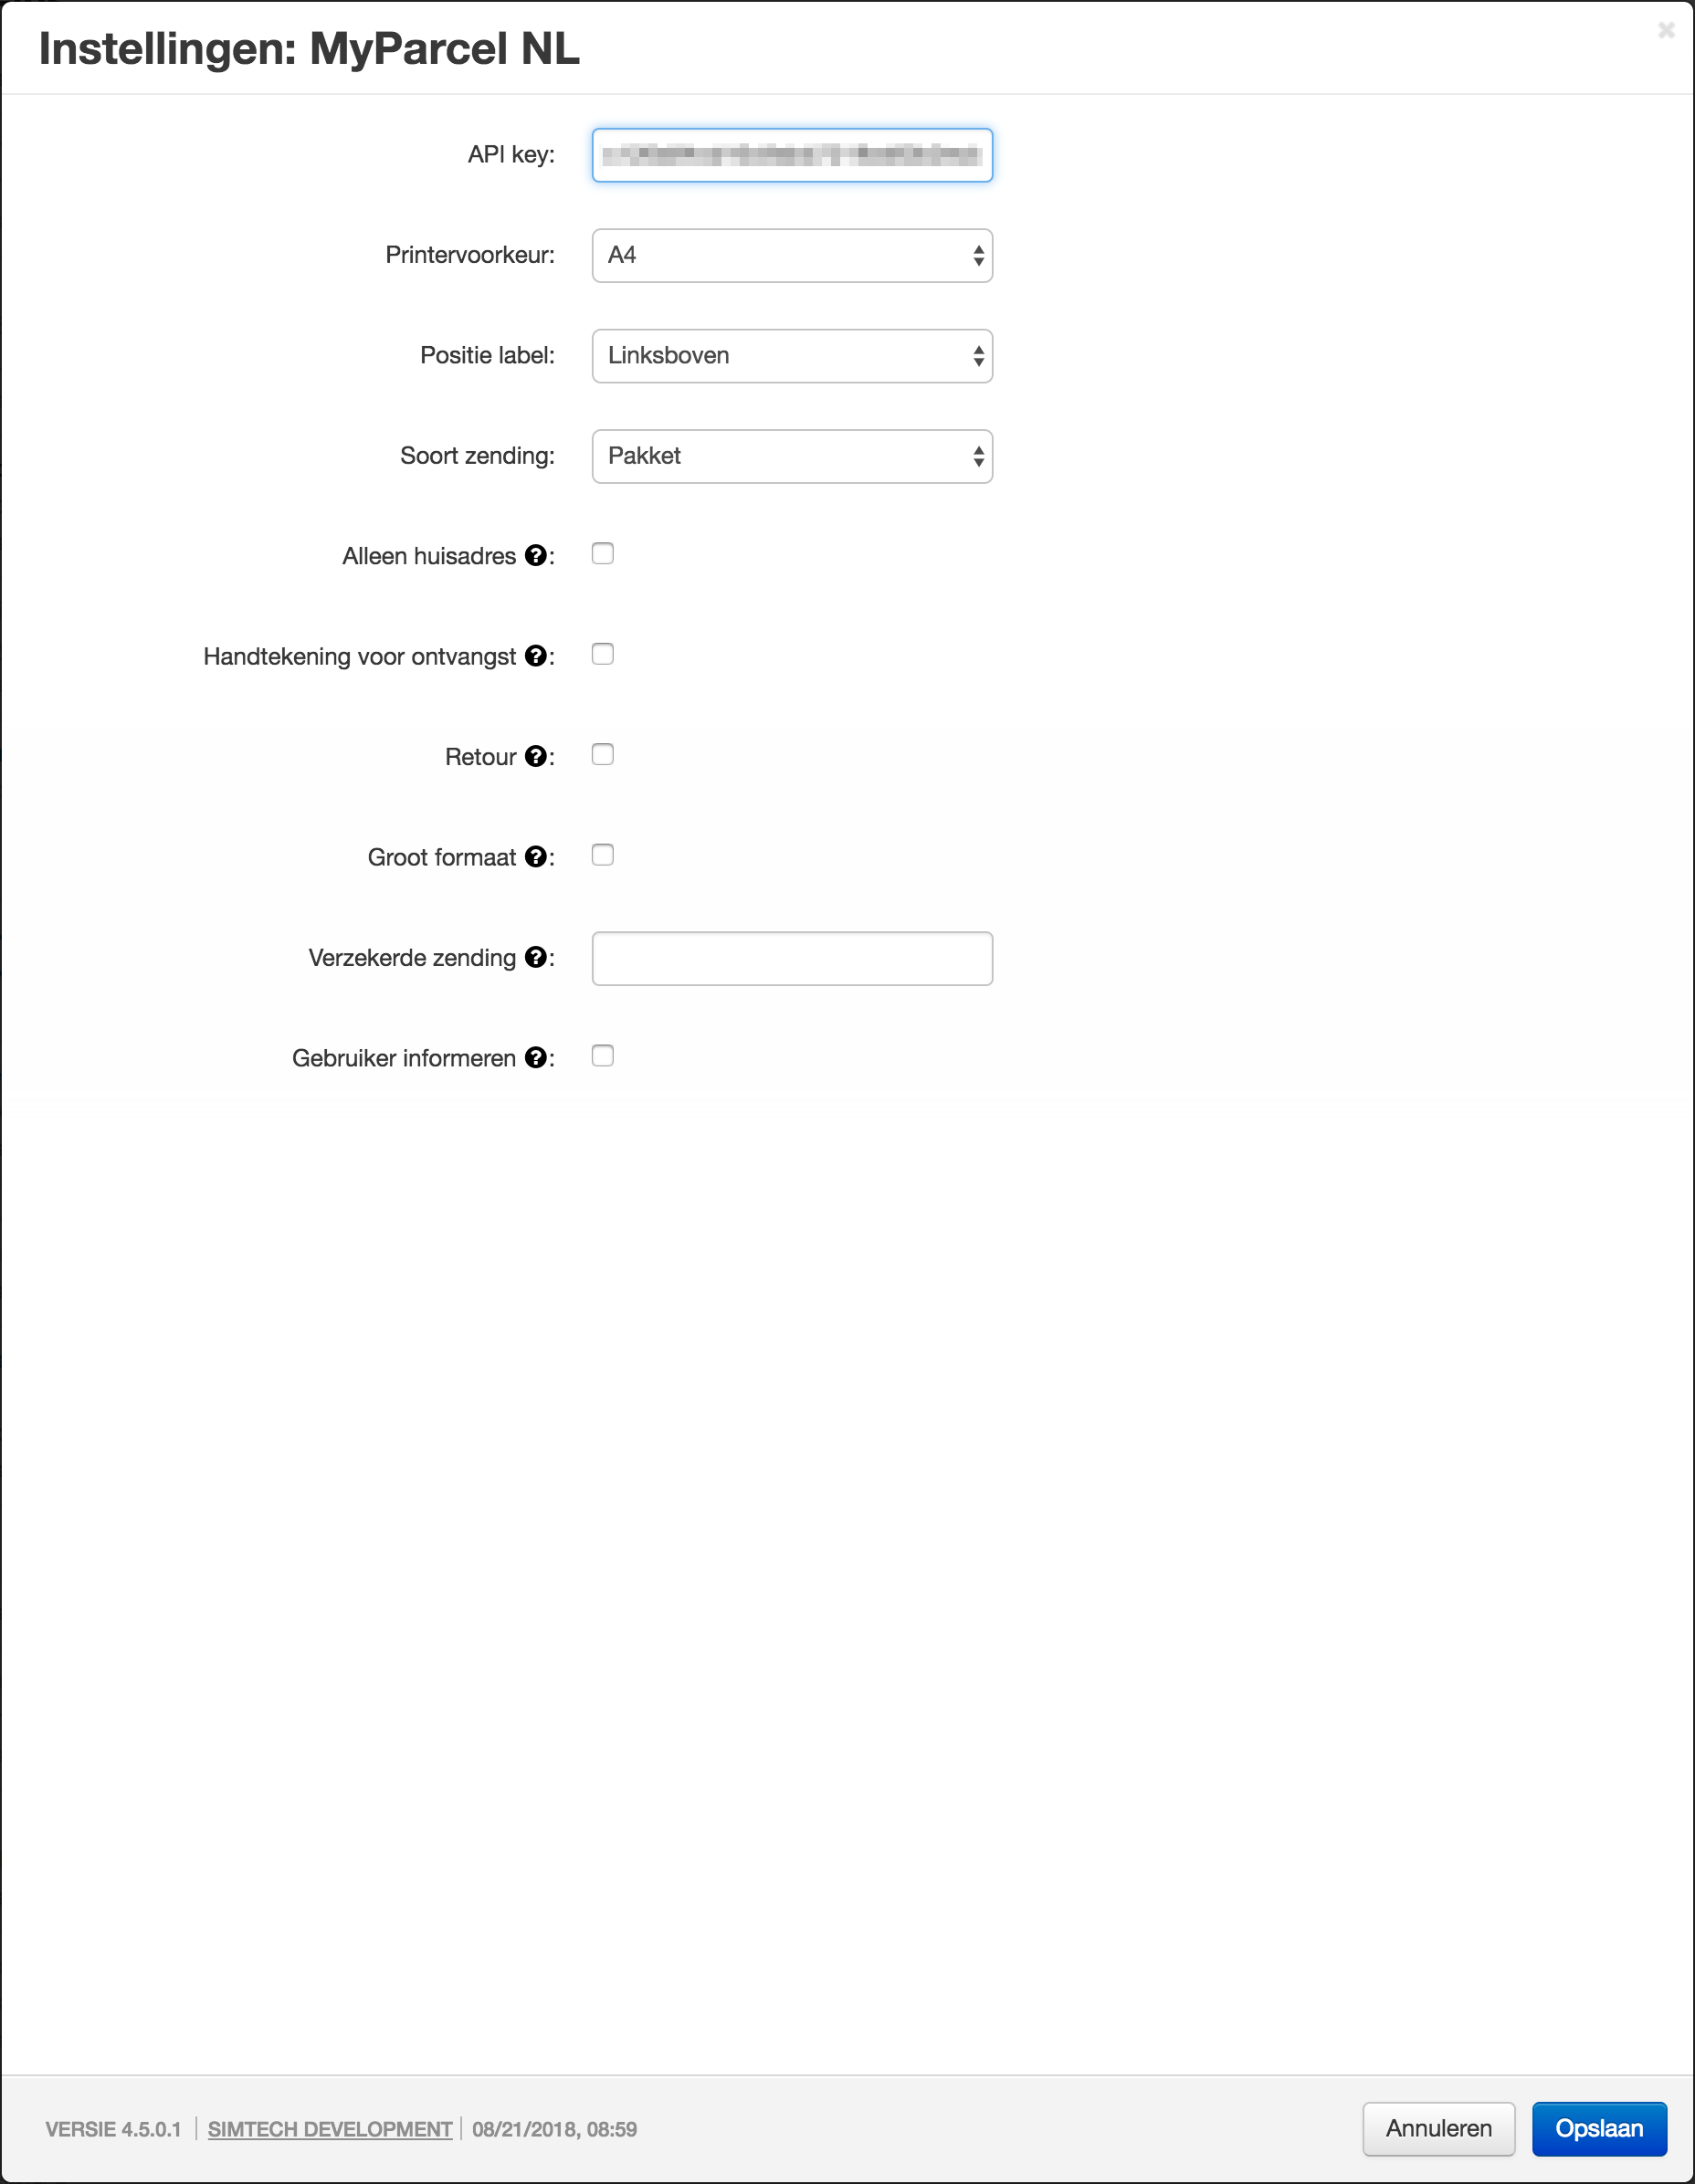 Instellingen: MyParcel NL
API key:
Printervoorkeur: A4
Positie label: Linksboven
Soort zending: Pakket
Alleen huisadres ?:
Handtekening voor ontvangst ?:
Retour ?:
Groot formaat ?:
Verzekerde zending ?:
Gebruiker informeren ?:
VERSIE 4.5.0.1 | SIMTECH DEVELOPMENT | 08/21/2018, 08:59 Annuleren Opslaan